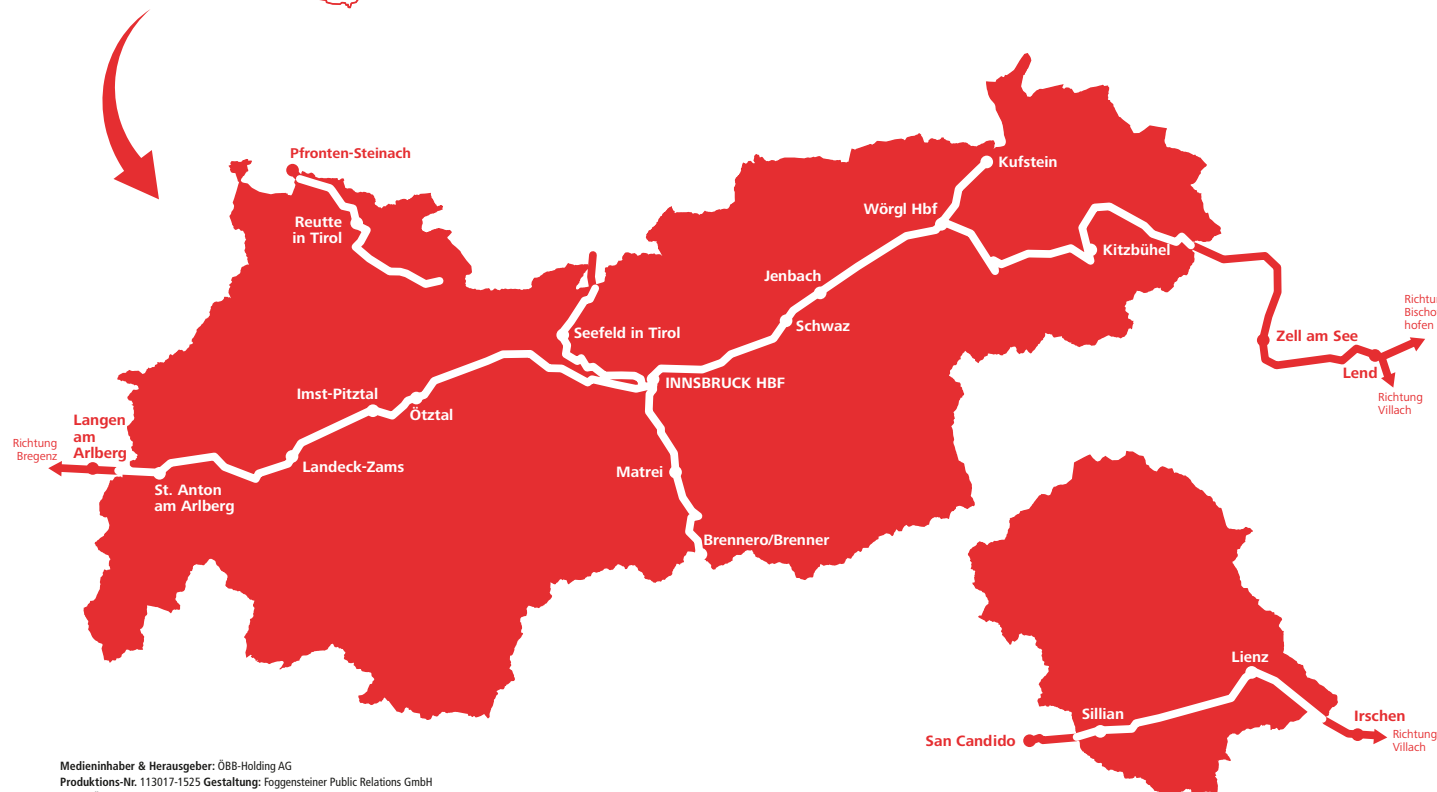 Pfronten-Steinach
Reutte
in Tirol
Kufstein
Wörgl Hbf
Kitzbühel
Jenbach
Schwaz
Seefeld in Tirol
Zell am See
Lend
Richtung
Villach
INNSBRUCK HBF
Imst-Pitztal
Ötztal
Langen
am
Arlberg
Richtung
Bregenz
Landeck-Zams
St. Anton
am Arlberg
Matrei
Brennero/Brenner
Lienz
Sillian
San Candido
Irschen
Richtung
Villach
Bischo
hofen
Medieninhaber & Herausgeber: ÖBB-Holding AG
Produktions-Nr. 113017-1525 Gestaltung: Foggensteiner Public Relations GmbH